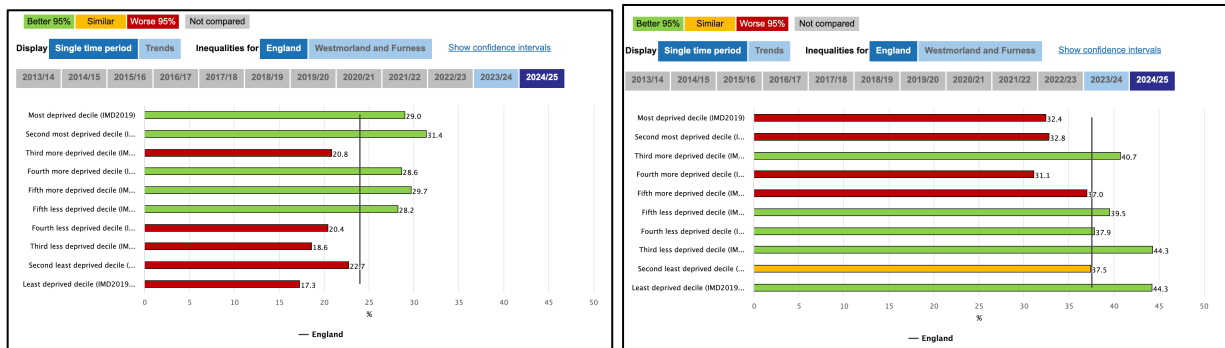 Better 95% Similar Worse 95% Not compared
Display Single time period Trends Inequalities for England Westmorland and Furness Show confidence intervals
2013/14 2014/15 2015/16 2016/17 2017/18 2018/19 2019/20 2020/21 2021/22 2022/23 2023/24 2024/25
Most deprived decile (IMD2019) 29.0
Second most deprived decile (I... 31.4
Third more deprived decile (IM... 20.8
Fourth more deprived decile (I... 28.6
Fifth more deprived decile (IM... 29.7
Fifth less deprived decile (IM... 28.2
Fourth less deprived decile (I... 20.4
Third less deprived decile (IM... 18.6
Second least deprived decile (... 22.7
Least deprived decile (IMD2019... 17.3
0 5 10 15 20 25 30 35 40 45 50
%
England
Better 95% Similar Worse 95% Not compared
Display Single time period Trends Inequalities for England Westmorland and Furness Show confidence intervals
2013/14 2014/15 2015/16 2016/17 2017/18 2018/19 2019/20 2020/21 2021/22 2022/23 2023/24 2024/25
Most deprived decile (IMD2019) 32.4
Second most deprived decile (I... 32.8
Third more deprived decile (IM... 40.7
Fourth more deprived decile (I... 31.1
Fifth more deprived decile (IM... 37.0
Fifth less deprived decile (IM... 39.5
Fourth less deprived decile (I... 37.9
Third less deprived decile (IM... 44.3
Second least deprived decile (... 37.5
Least deprived decile (IMD2019... 44.3
0 5 10 15 20 25 30 35 40 45 50
%
England